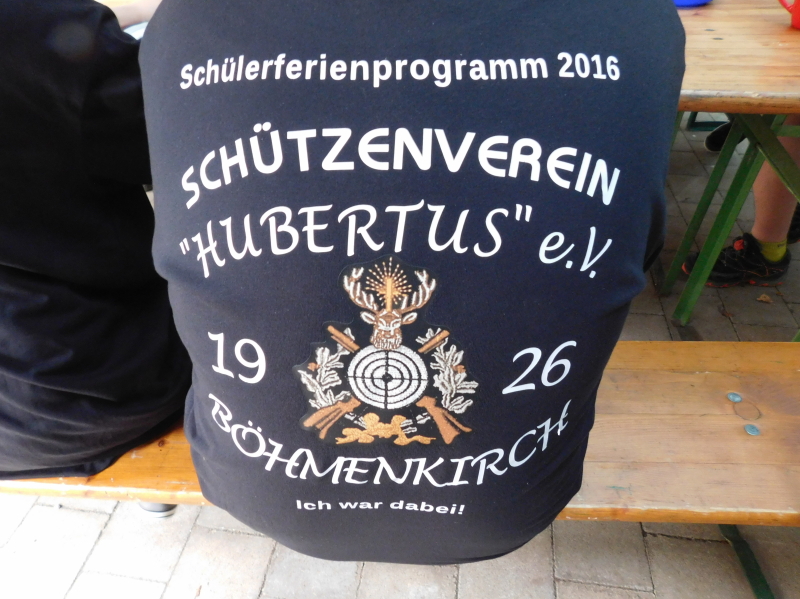 Schülerferienprogramm 2016
SCHÜTZENVEREIN
"HUBERTUS" e.V.
19 26
BÖHMENKIRCH
Ich war dabei!